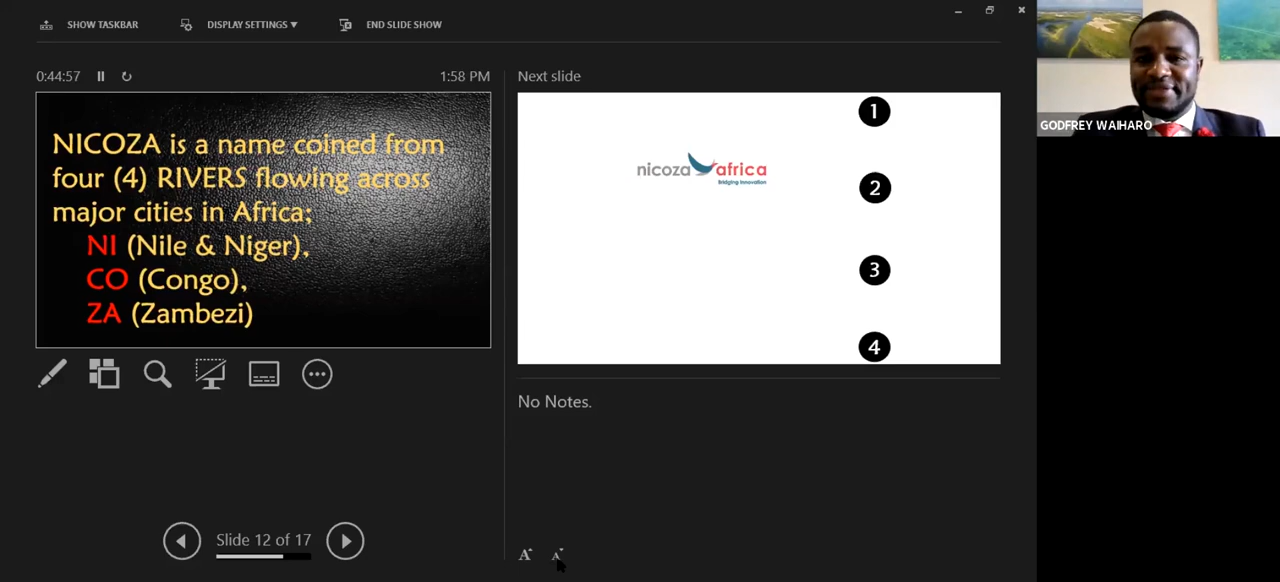 SHOW TASKBAR
DISPLAY SETTINGS ▼
END SLIDE SHOW
0:44:57
1:58 PM
NICOZA is a name coined from
four (4) RIVERS flowing across
major cities in Africa;
NI (Nile & Niger),
CO (Congo),
ZA (Zambezi)
Slide 12 of 17
Next slide
nicoza africa
Bridging Innovation
1
2
3
4
No Notes.
A
A
GODFREY WAIHARO